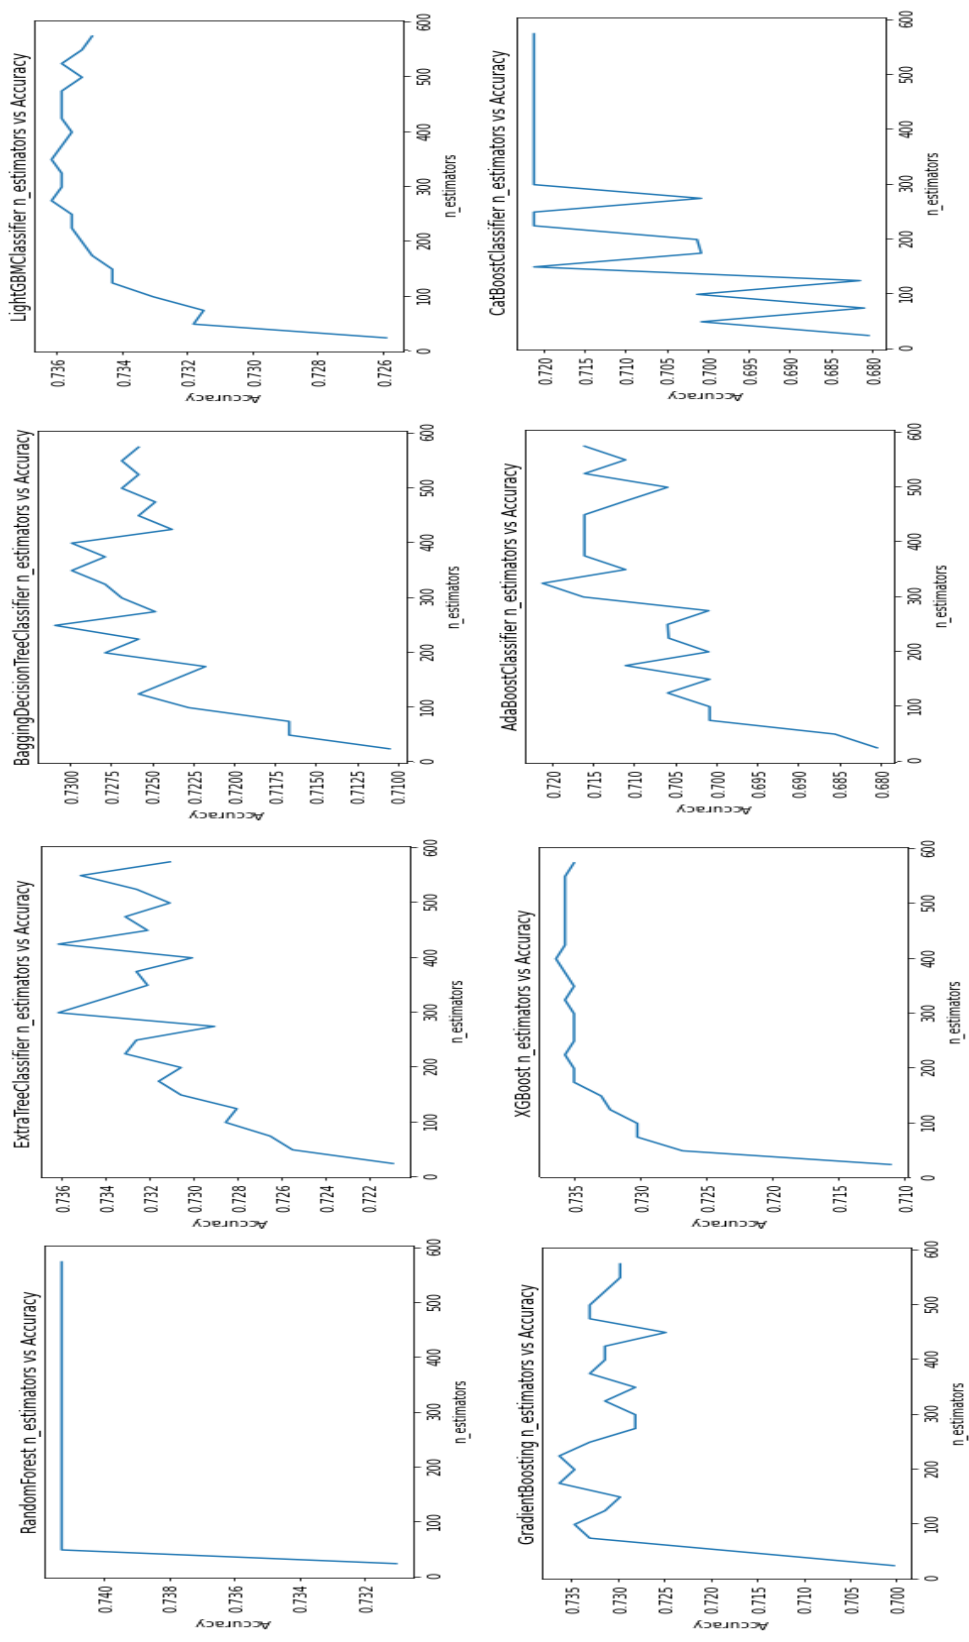 RandomForest n_estimators vs Accuracy
0.740
0.738
0.736
0.734
0.732
Accuracy
0 100 200 300 400 500 600
n_estimators
ExtraTreeClassifier n_estimators vs Accuracy
0.736
0.734
0.732
0.730
0.728
0.726
0.724
0.722
Accuracy
0 100 200 300 400 500 600
n_estimators
BaggingDecisionTreeClassifier n_estimators vs Accuracy
0.7300
0.7275
0.7250
0.7225
0.7200
0.7175
0.7150
0.7125
0.7100
Accuracy
0 100 200 300 400 500 600
n_estimators
LightGBMClassifier n_estimators vs Accuracy
0.736
0.734
0.732
0.730
0.728
0.726
Accuracy
0 100 200 300 400 500 600
n_estimators
GradientBoosting n_estimators vs Accuracy
0.735
0.730
0.725
0.720
0.715
0.710
0.705
0.700
Accuracy
0 100 200 300 400 500 600
n_estimators
XGBoost n_estimators vs Accuracy
0.735
0.730
0.725
0.720
0.715
0.710
Accuracy
0 100 200 300 400 500 600
n_estimators
AdaBoostClassifier n_estimators vs Accuracy
0.720
0.715
0.710
0.705
0.700
0.695
0.690
0.685
0.680
Accuracy
0 100 200 300 400 500 600
n_estimators
CatBoostClassifier n_estimators vs Accuracy
0.720
0.715
0.710
0.705
0.700
0.695
0.690
0.685
0.680
Accuracy
0 100 200 300 400 500 600
n_estimators